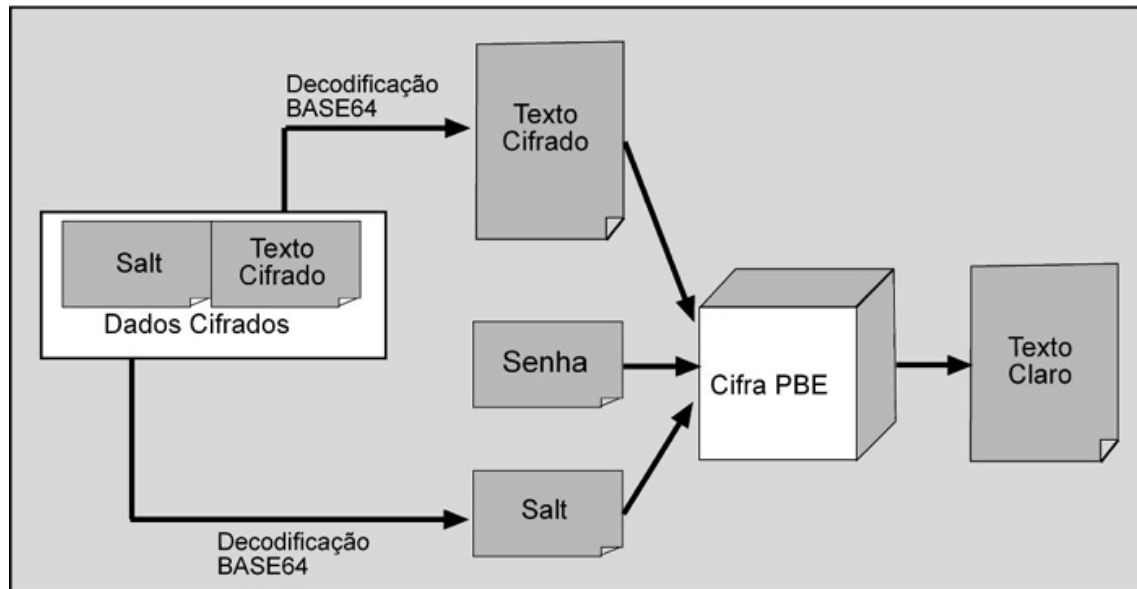 Decodificação
BASE64
Texto
Cifrado
Salt
Texto
Cifrado
Dados Cifrados
Senha
Cifra PBE
Texto
Claro
Salt
Decodificação
BASE64